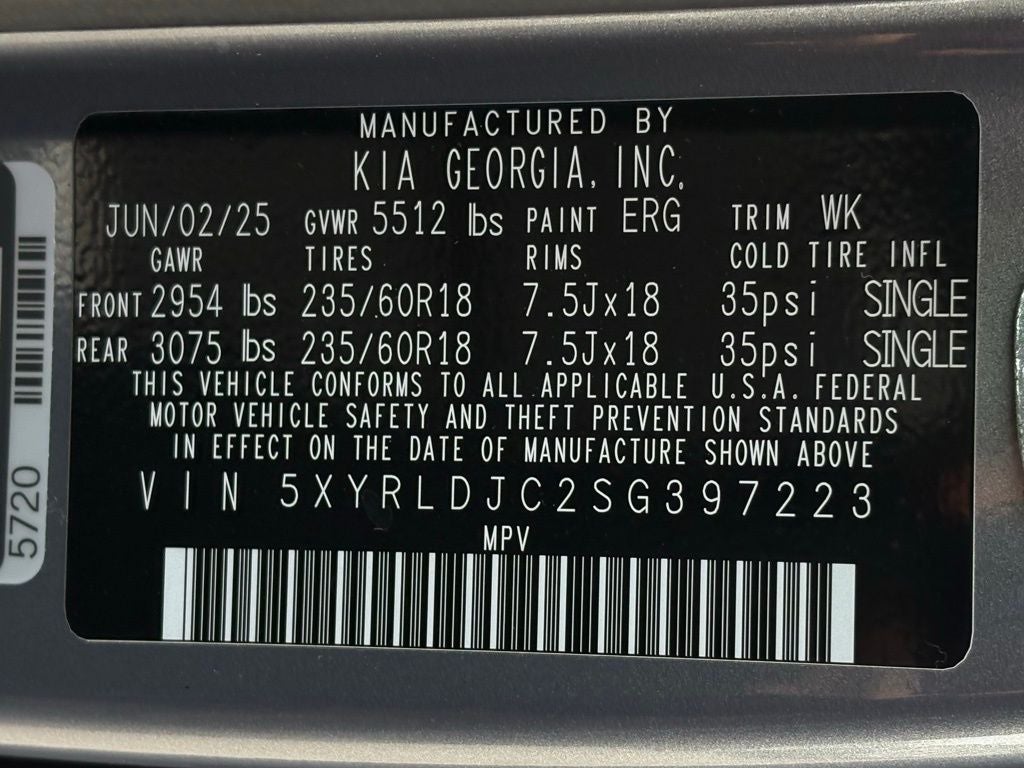 MANUFACTURED BY
KIA GEORGIA, INC.
JUN/02/25 GVWR 5512 lbs PAINT ERG TRIM WK
GAWR TIRES RIMS COLD TIRE INFL
FRONT 2954 lbs 235/60R18 7.5Jx18 35psi SINGLE
REAR 3075 lbs 235/60R18 7.5Jx18 35psi SINGLE
THIS VEHICLE CONFORMS TO ALL APPLICABLE U.S.A. FEDERAL
MOTOR VEHICLE SAFETY AND THEFT PREVENTION STANDARDS
IN EFFECT ON THE DATE OF MANUFACTURE SHOWN ABOVE
VIN 5XYRLDJC2SG397223
MPV
5720